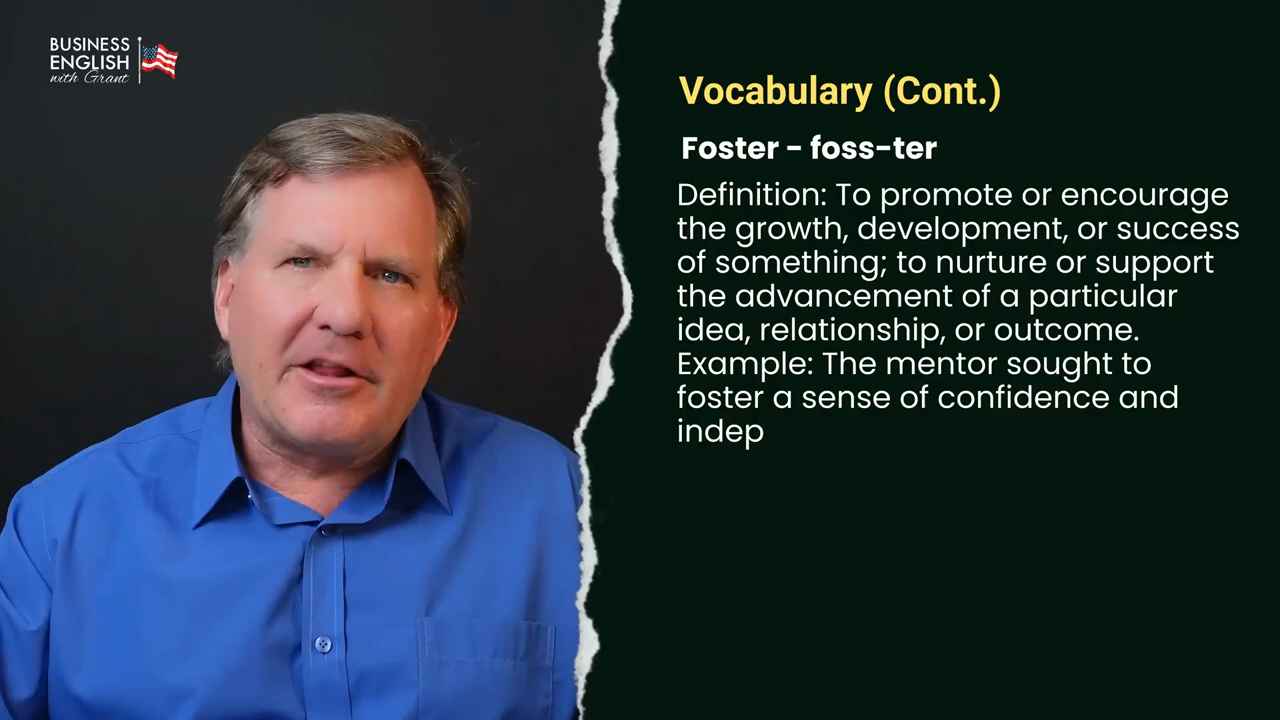 BUSINESS
ENGLISH
with Grant
Vocabulary (Cont.)
Foster - foss-ter
Definition: To promote or encourage
the growth, development, or success
of something; to nurture or support
the advancement of a particular
idea, relationship, or outcome.
Example: The mentor sought to
foster a sense of confidence and
indep